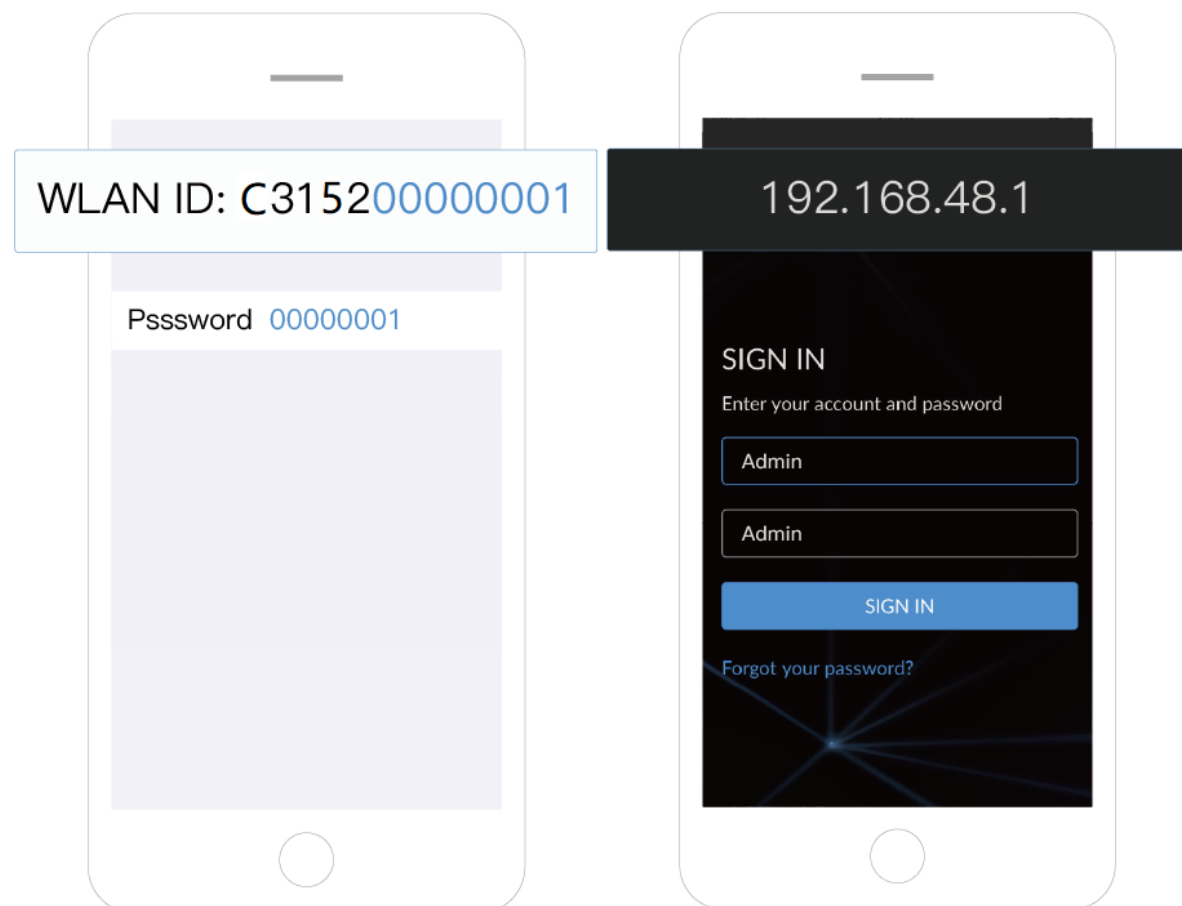 WLAN ID: C315200000001
Psssword 00000001
192.168.48.1
SIGN IN
Enter your account and password
Admin
Admin
SIGN IN
Forgot your password?